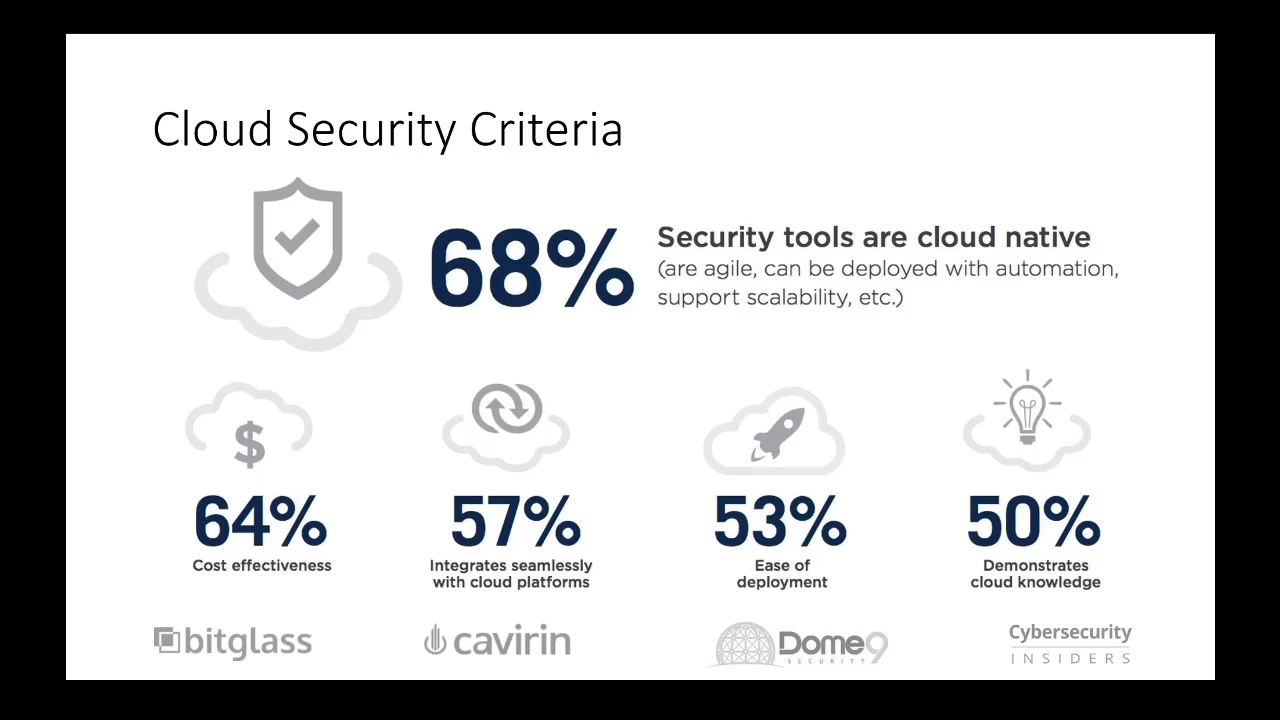 Cloud Security Criteria
68%
Security tools are cloud native
(are agile, can be deployed with automation,
support scalability, etc.)
$
64%
Cost effectiveness
57%
Integrates seamlessly
with cloud platforms
53%
Ease of
deployment
50%
Demonstrates
cloud knowledge
bitglass
cavirin
Dome9
SECURITY
Cybersecurity
INSIDERS